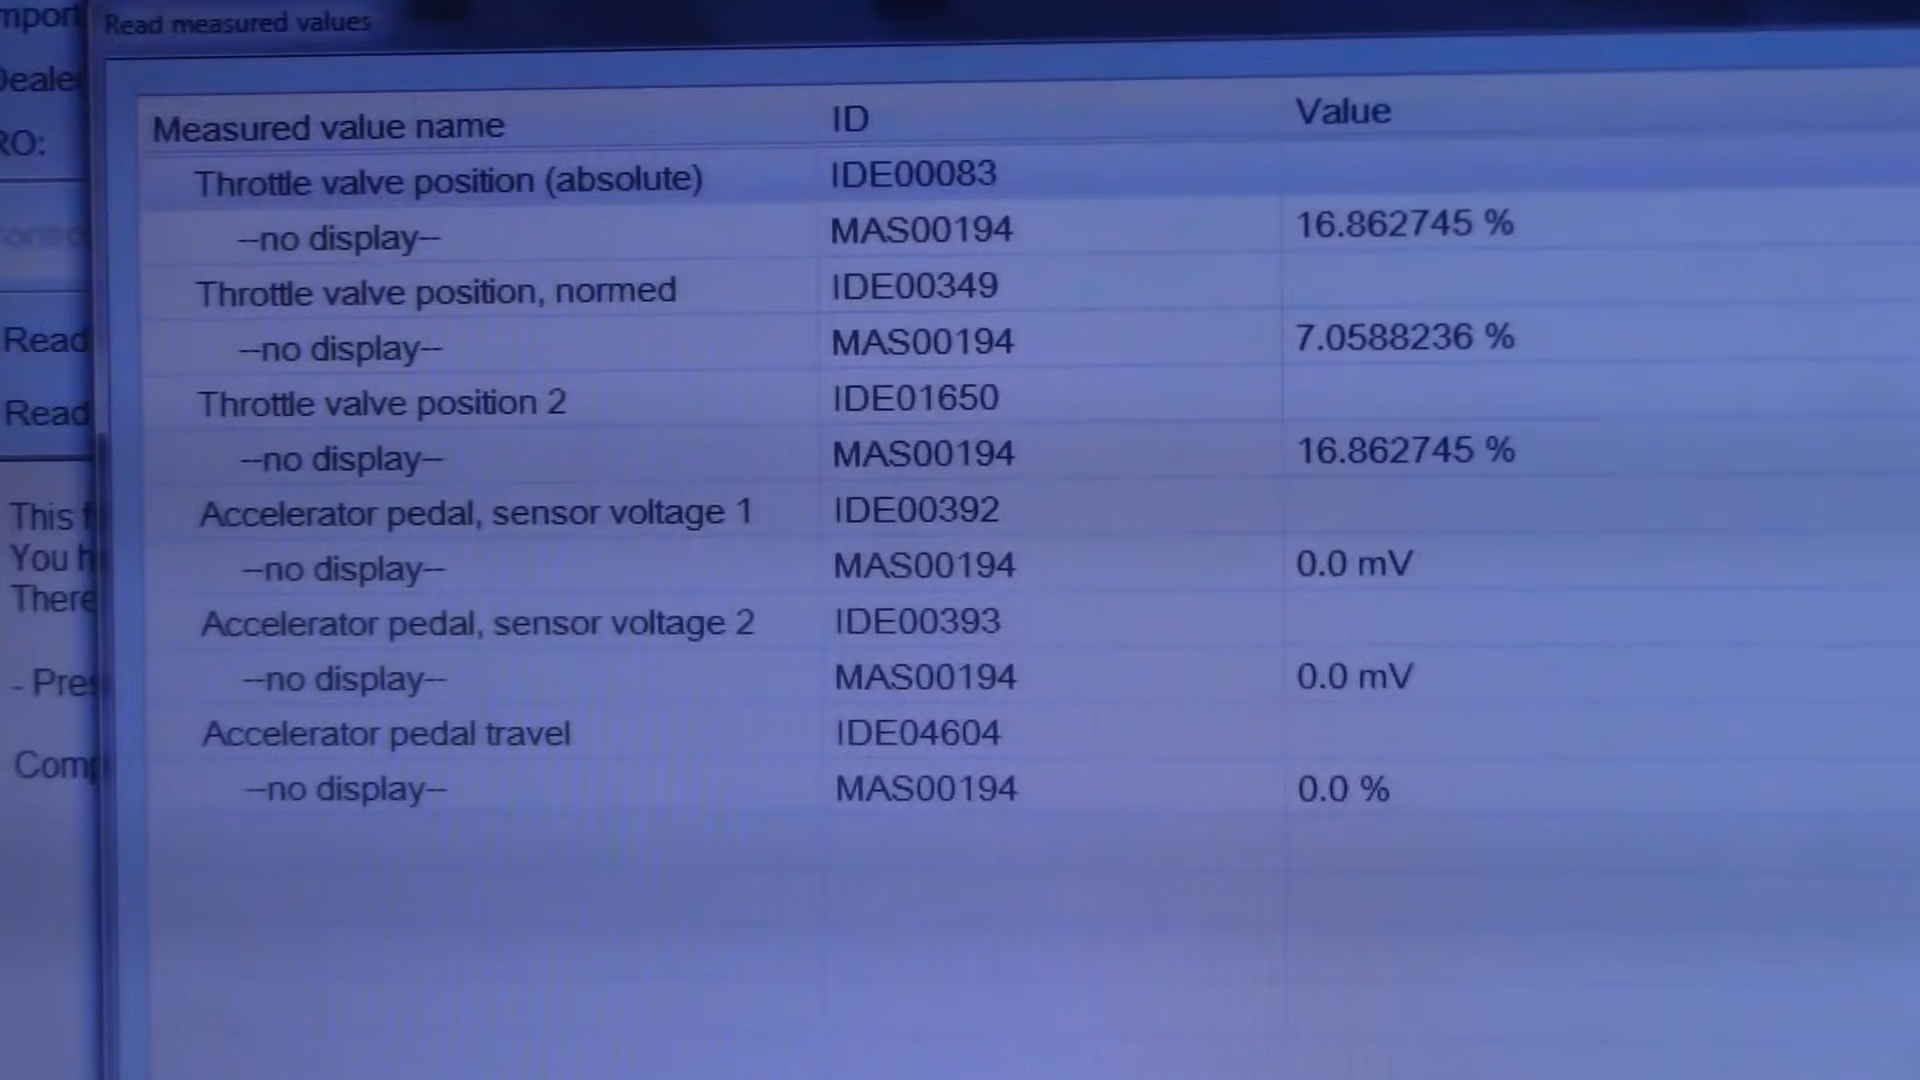 Read measured values
RO:
Read
Read
This
You
There
Measured value name ID Value
Throttle valve position (absolute) IDE00083
--no display-- MAS00194 16.862745 %
Throttle valve position, normed IDE00349
--no display-- MAS00194 7.0588236 %
Throttle valve position 2 IDE01650
--no display-- MAS00194 16.862745 %
Accelerator pedal, sensor voltage 1 IDE00392
--no display-- MAS00194 0.0 mV
Accelerator pedal, sensor voltage 2 IDE00393
--no display-- MAS00194 0.0 mV
Accelerator pedal travel IDE04604
--no display-- MAS00194 0.0 %